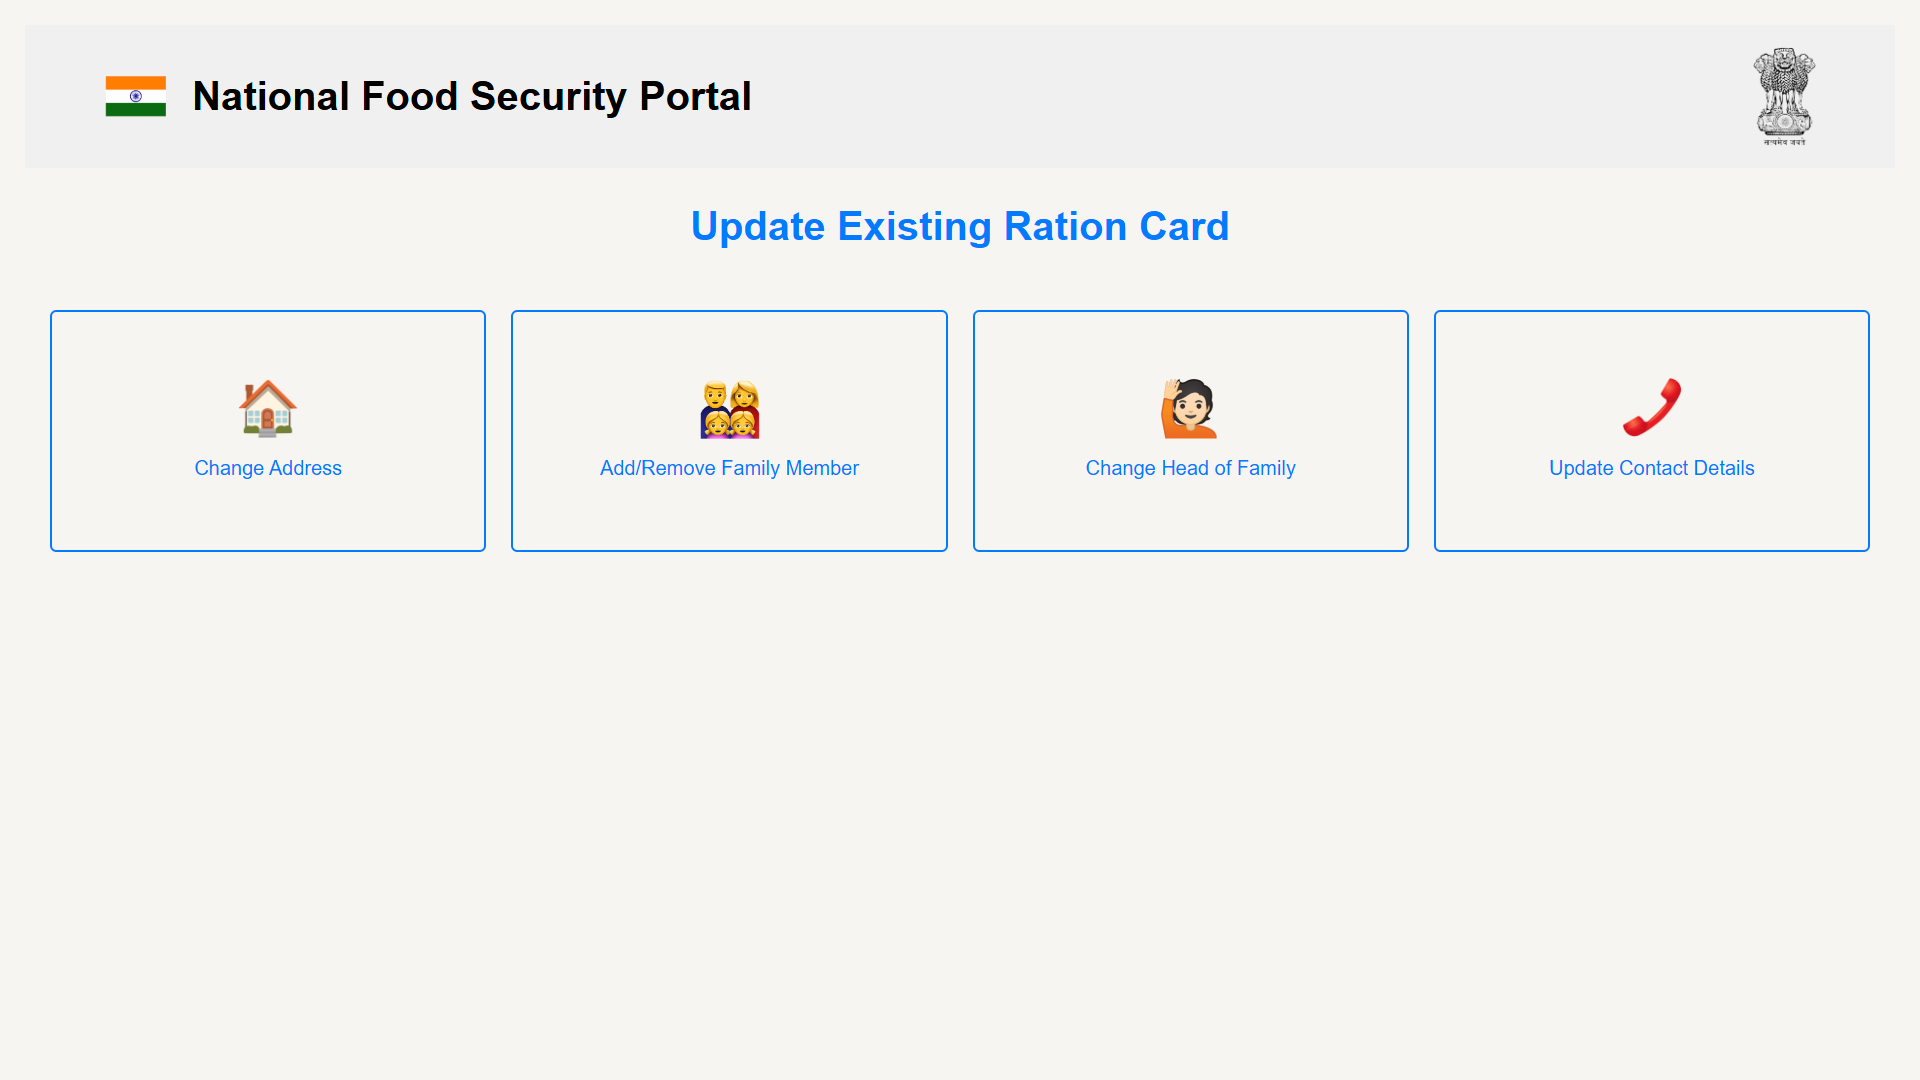 National Food Security Portal
सत्यमेव जयते
Update Existing Ration Card
Change Address
Add/Remove Family Member
Change Head of Family
Update Contact Details